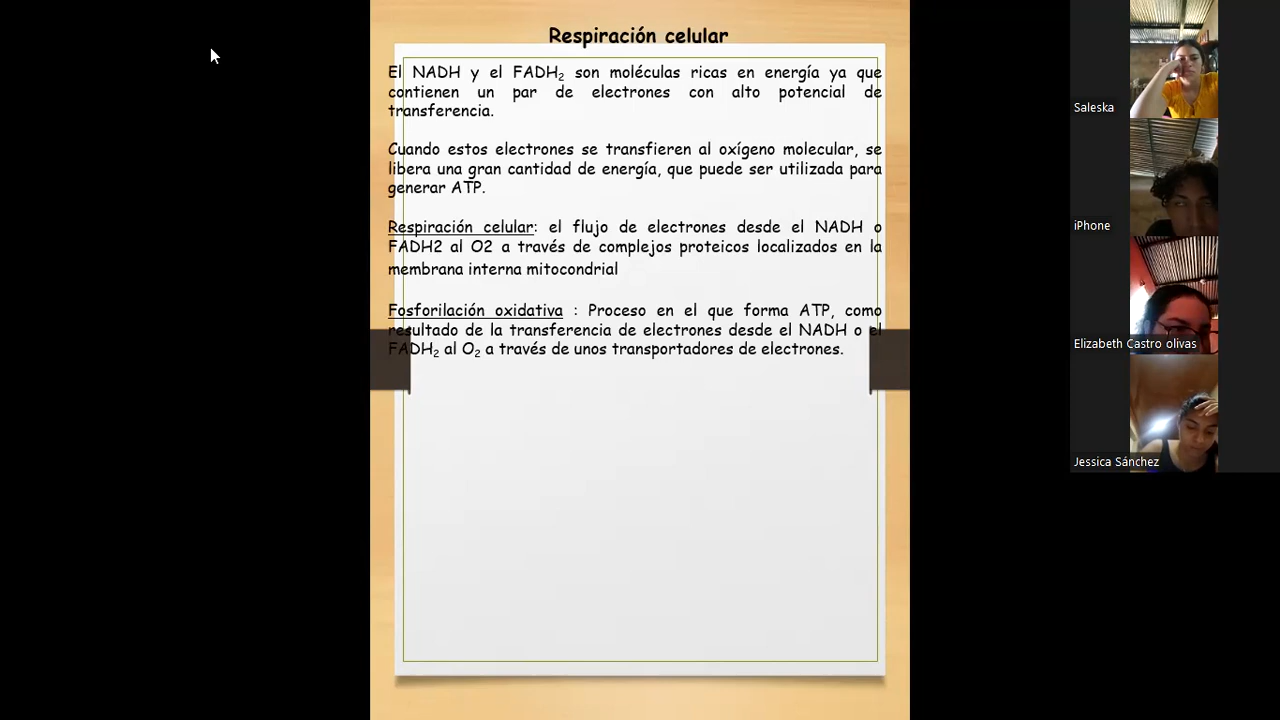 Respiración celular
El NADH y el FADH₂ son moléculas ricas en energía ya que
contienen un par de electrones con alto potencial de
transferencia.
Cuando estos electrones se transfieren al oxígeno molecular, se
libera una gran cantidad de energía, que puede ser utilizada para
generar ATP.
Respiración celular: el flujo de electrones desde el NADH o
FADH2 al O2 a través de complejos proteicos localizados en la
membrana interna mitocondrial
Fosforilación oxidativa : Proceso en el que forma ATP, como
resultado de la transferencia de electrones desde el NADH o el
FADH₂ al O₂ a través de unos transportadores de electrones.
Saleska
iPhone
Elizabeth Castro olivas
Jessica Sánchez